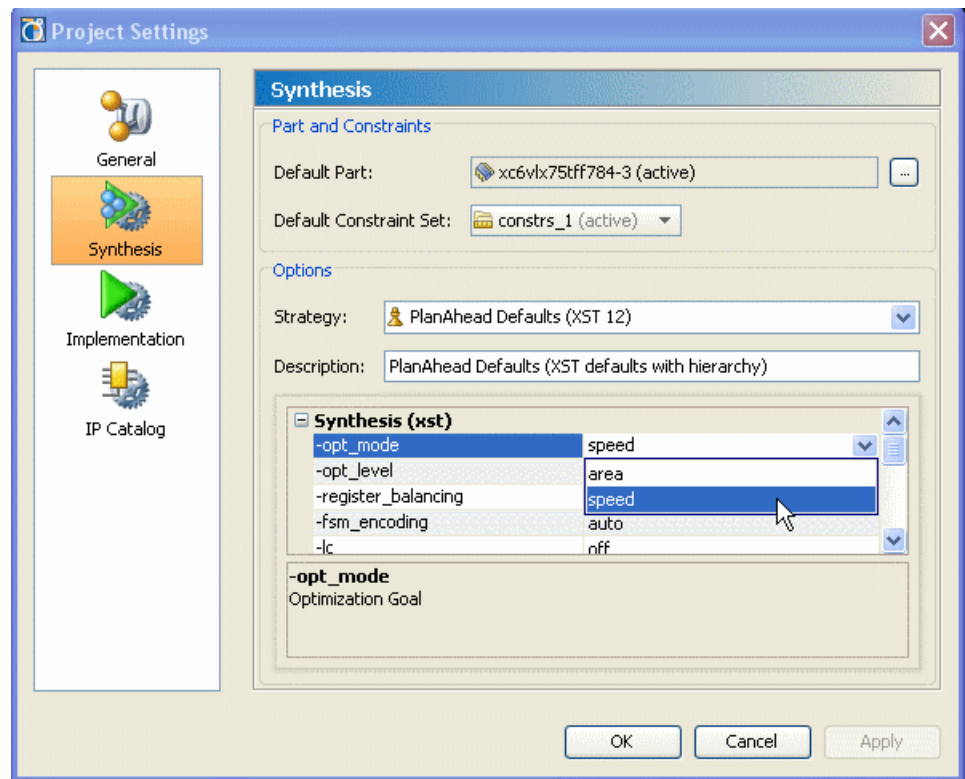 Project Settings
General
Synthesis
Implementation
IP Catalog
Synthesis
Part and Constraints
Default Part: xc6vlx75tff784-3 (active) ...
Default Constraint Set: constrs_1 (active)
Options
Strategy: PlanAhead Defaults (XST 12)
Description: PlanAhead Defaults (XST defaults with hierarchy)
Synthesis (xst)
-opt_mode speed
-opt_level area
-register_balancing speed
-fsm_encoding auto
-lc off
-opt_mode
Optimization Goal
OK Cancel Apply